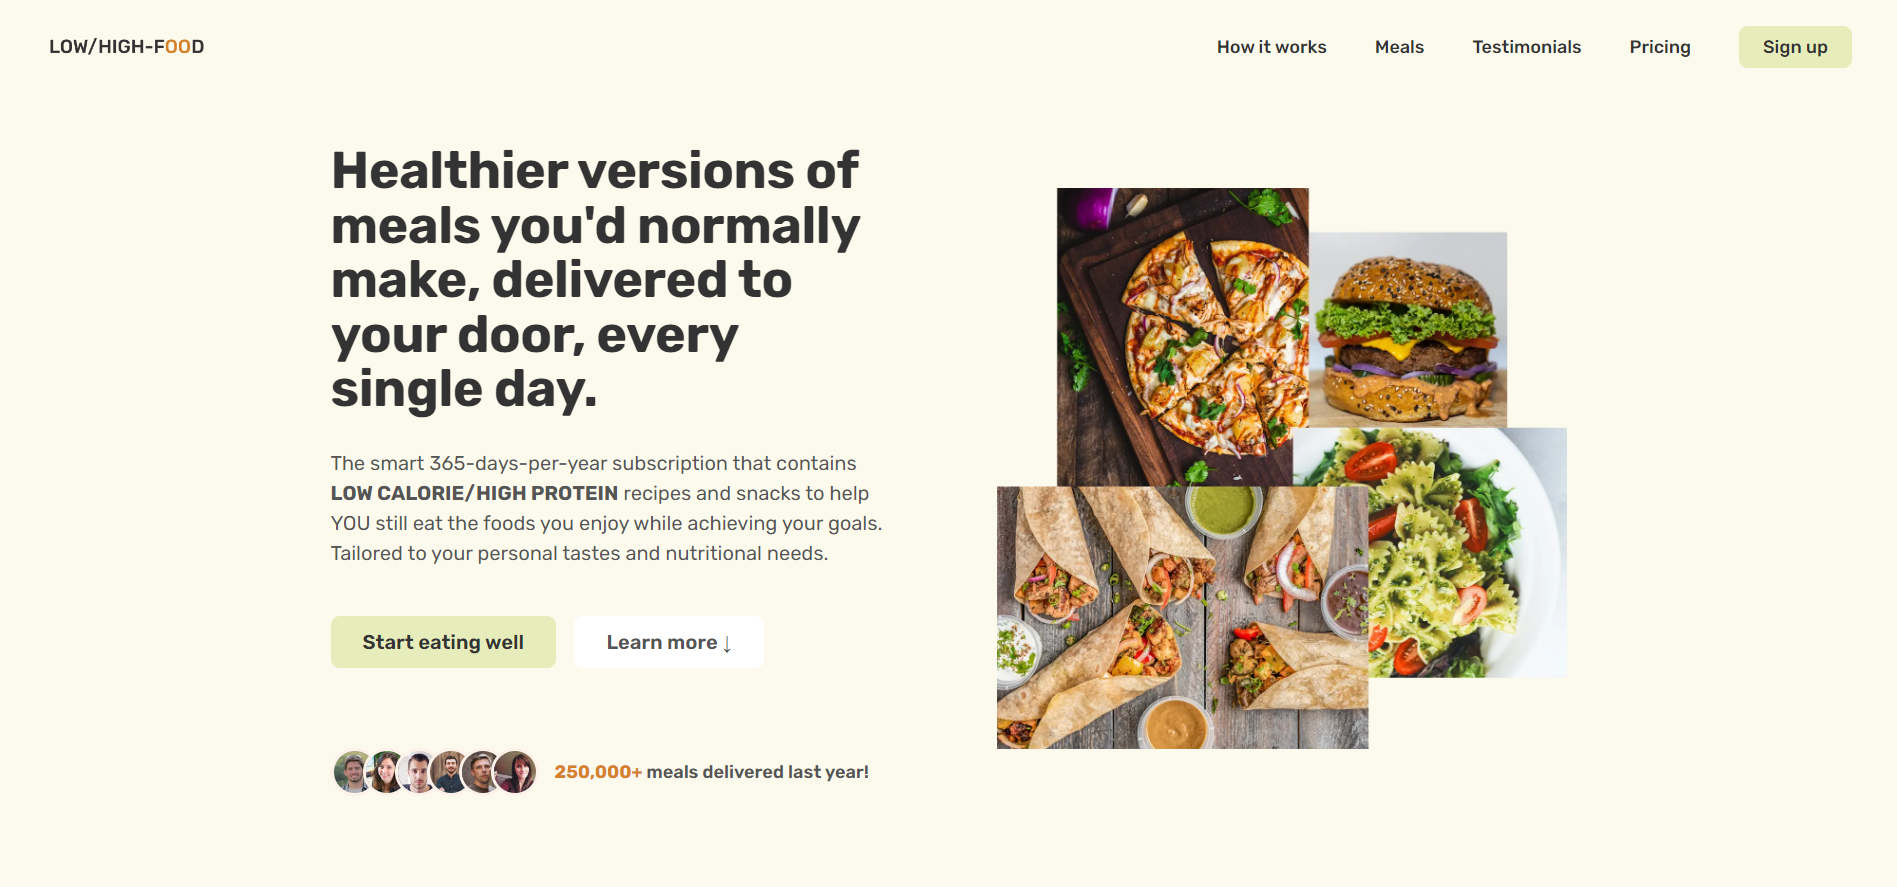 LOW/HIGH-FOOD
How it works
Meals
Testimonials
Pricing
Sign up
Healthier versions of
meals you'd normally
make, delivered to
your door, every
single day.
The smart 365-days-per-year subscription that contains
LOW CALORIE/HIGH PROTEIN recipes and snacks to help
YOU still eat the foods you enjoy while achieving your goals.
Tailored to your personal tastes and nutritional needs.
Start eating well
Learn more ↓
250,000+ meals delivered last year!